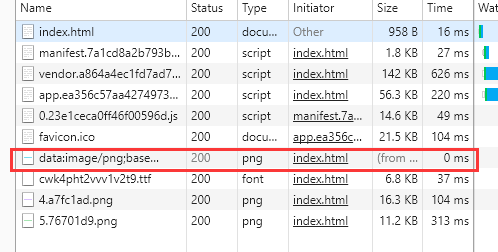 Name Status Type Initiator Size Time Wat
index.html 200 docu... Other 958 B 16 ms
manifest.7a1cd8a2b793b... 200 script index.html 1.8 KB 27 ms
vendor.a864a4ec1fd7ad7... 200 script index.html 142 KB 626 ms
app.ea356c57aa4274973... 200 script index.html 56.3 KB 220 ms
0.23e1ceca0ff46f00596d.js 200 script manifest.7a... 14.6 KB 49 ms
favicon.ico 200 docu... app.ea356c... 21.5 KB 104 ms
data:image/png;base... 200 png index.html (from ... 0 ms
cwk4pht2vvv1v2t9.ttf 200 font index.html 6.8 KB 37 ms
4.a7fc1ad.png 200 png index.html 16.3 KB 104 ms
5.76701d9.png 200 png index.html 11.2 KB 313 ms